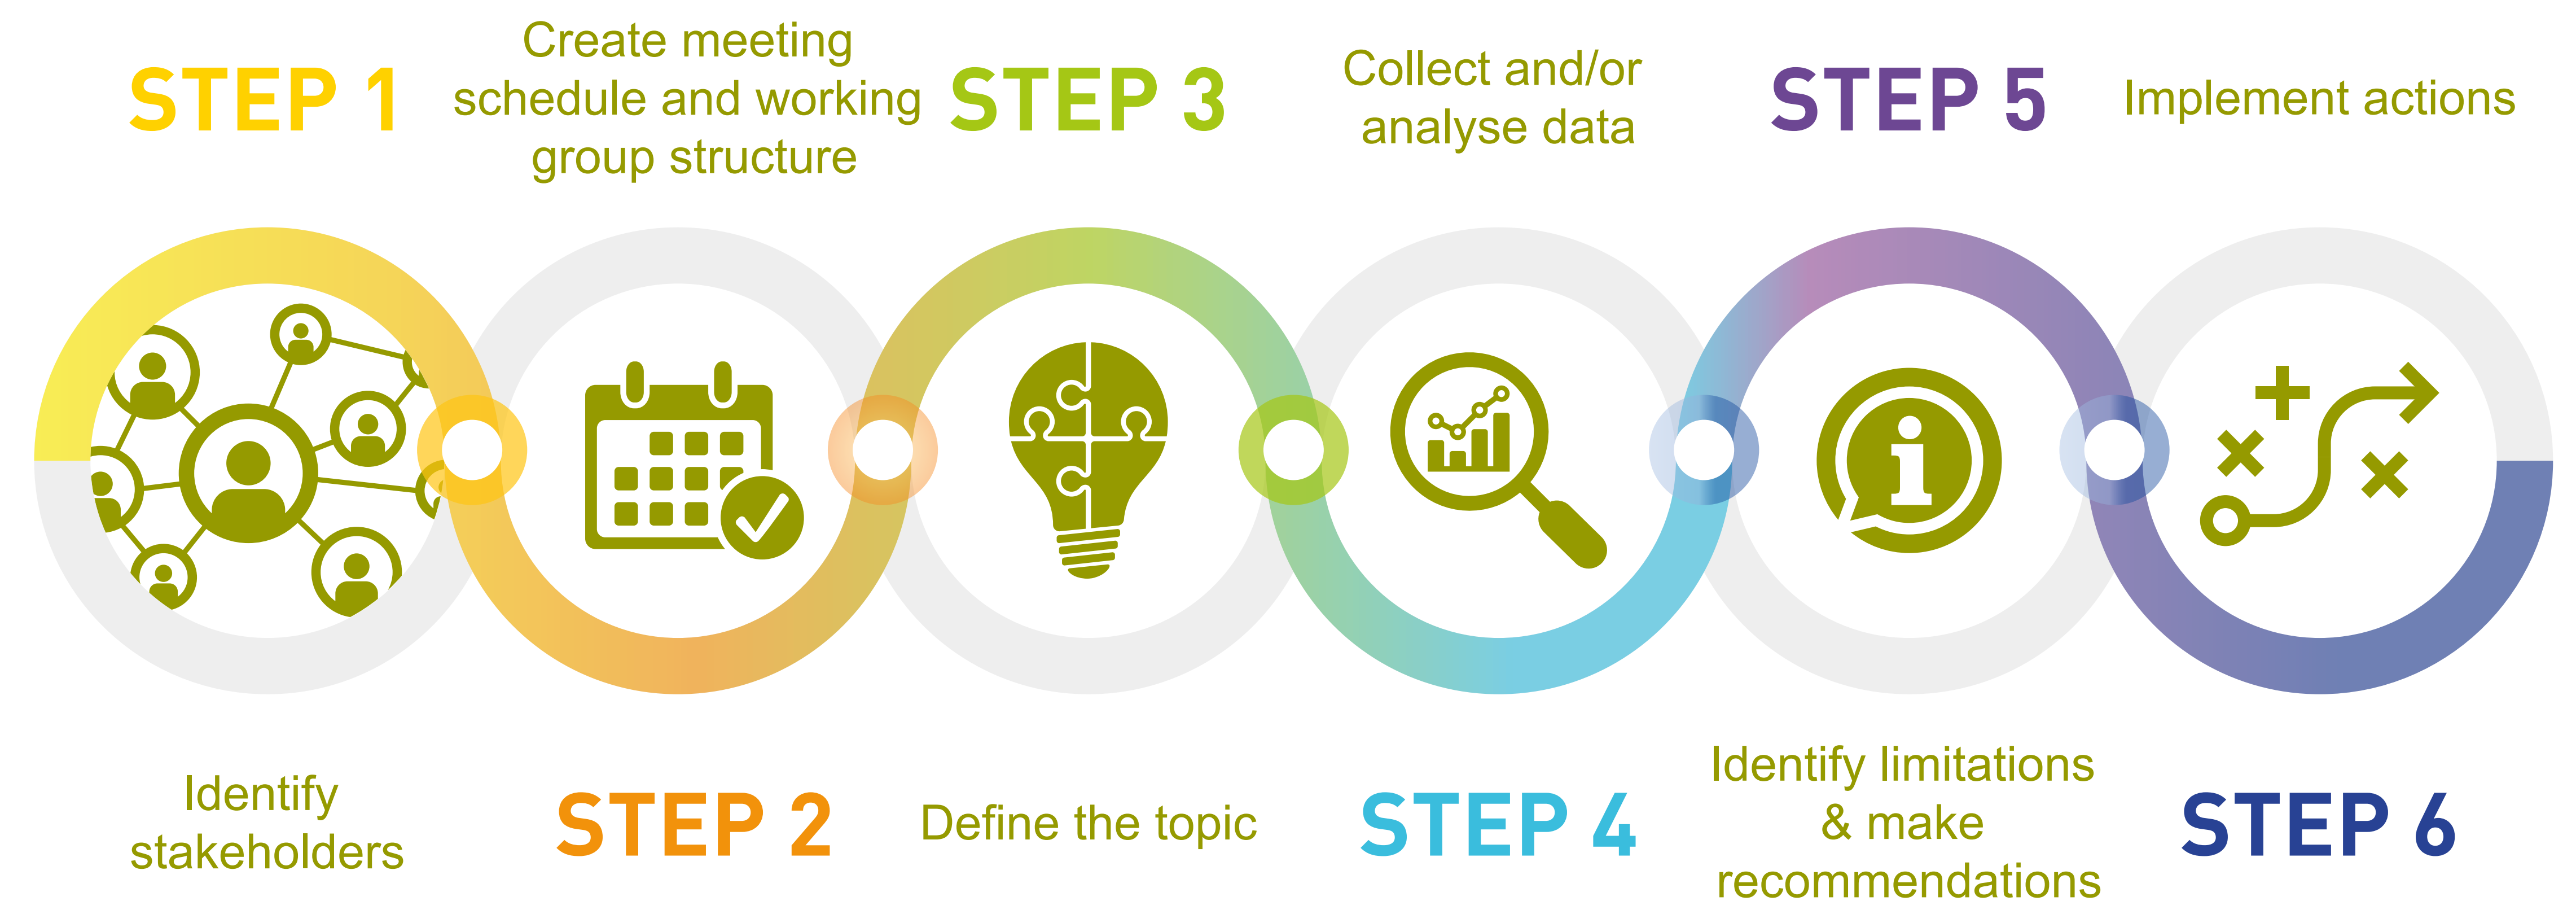 STEP 1
Identify
stakeholders
Create meeting
schedule and working
group structure
STEP 2
STEP 3
Define the topic
Collect and/or
analyse data
STEP 4
STEP 5
Identify limitations
& make
recommendations
Implement actions
STEP 6